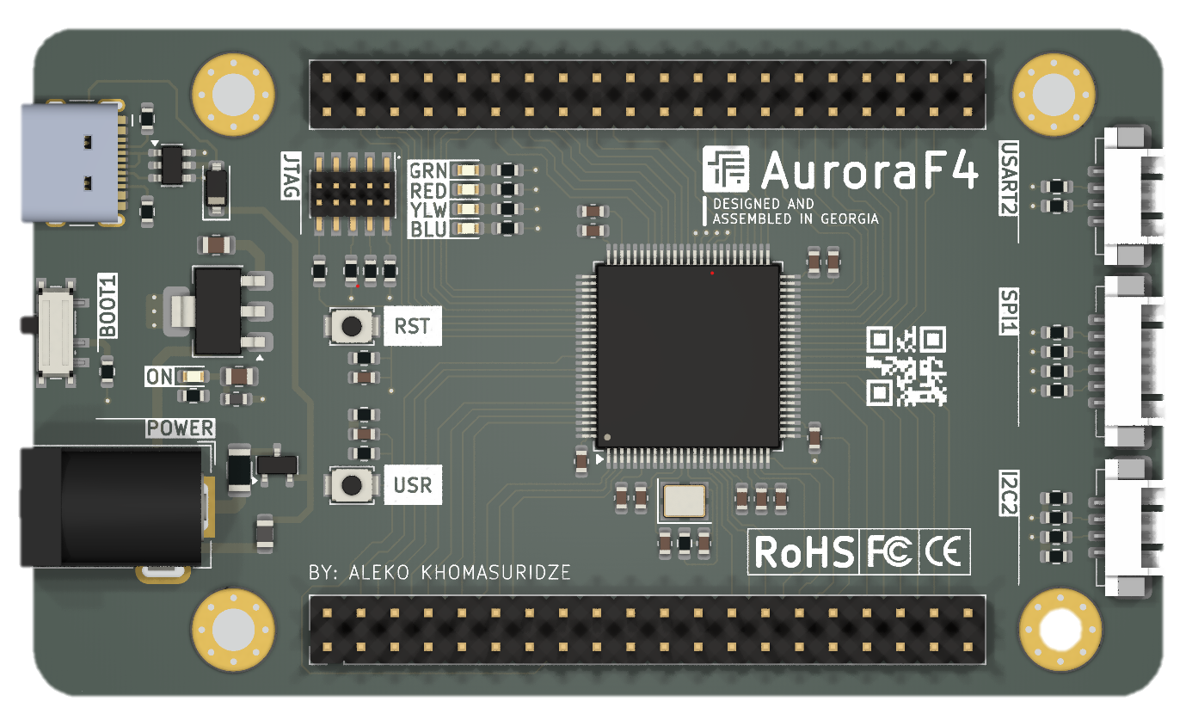 JTAG
GRN
RED
YLW
BLU
AuroraF4
DESIGNED AND
ASSEMBLED IN GEORGIA
USART2
BOOT1
RST
SPI1
ON
POWER
USR
I2C2
RoHS FC CE
BY: ALEKO KHOMASURIDZE